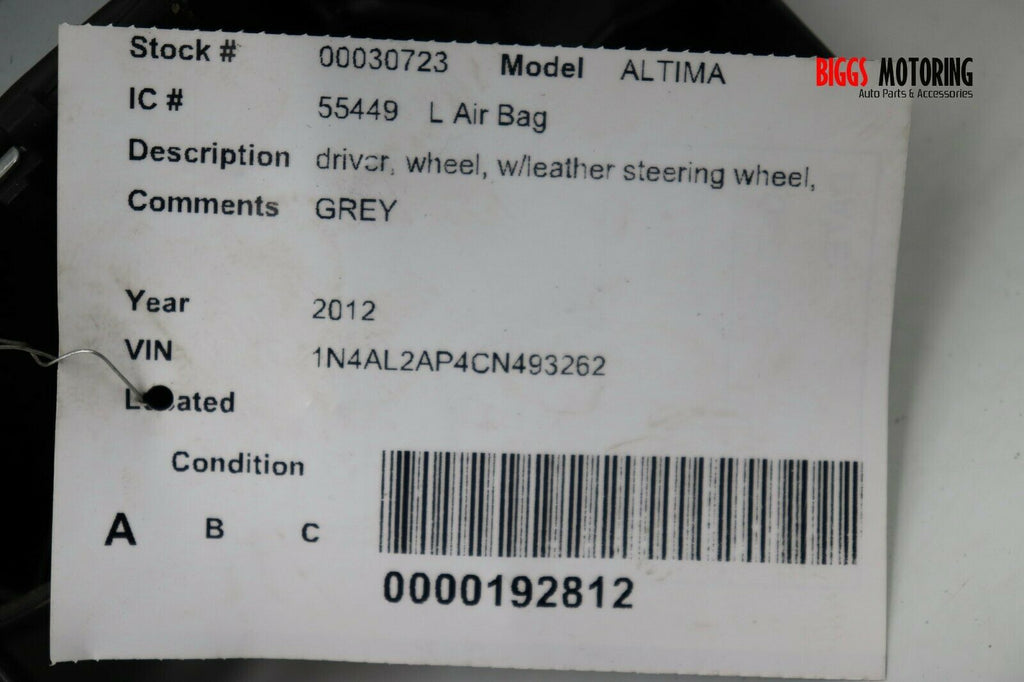 Stock # 00030723 Model ALTIMA
BIGGS MOTORING
Auto Parts & Accessories
IC # 55449 L Air Bag
Description driver, wheel, w/leather steering wheel,
Comments GREY
Year 2012
VIN 1N4AL2AP4CN493262
Located
Condition
A B C
0000192812